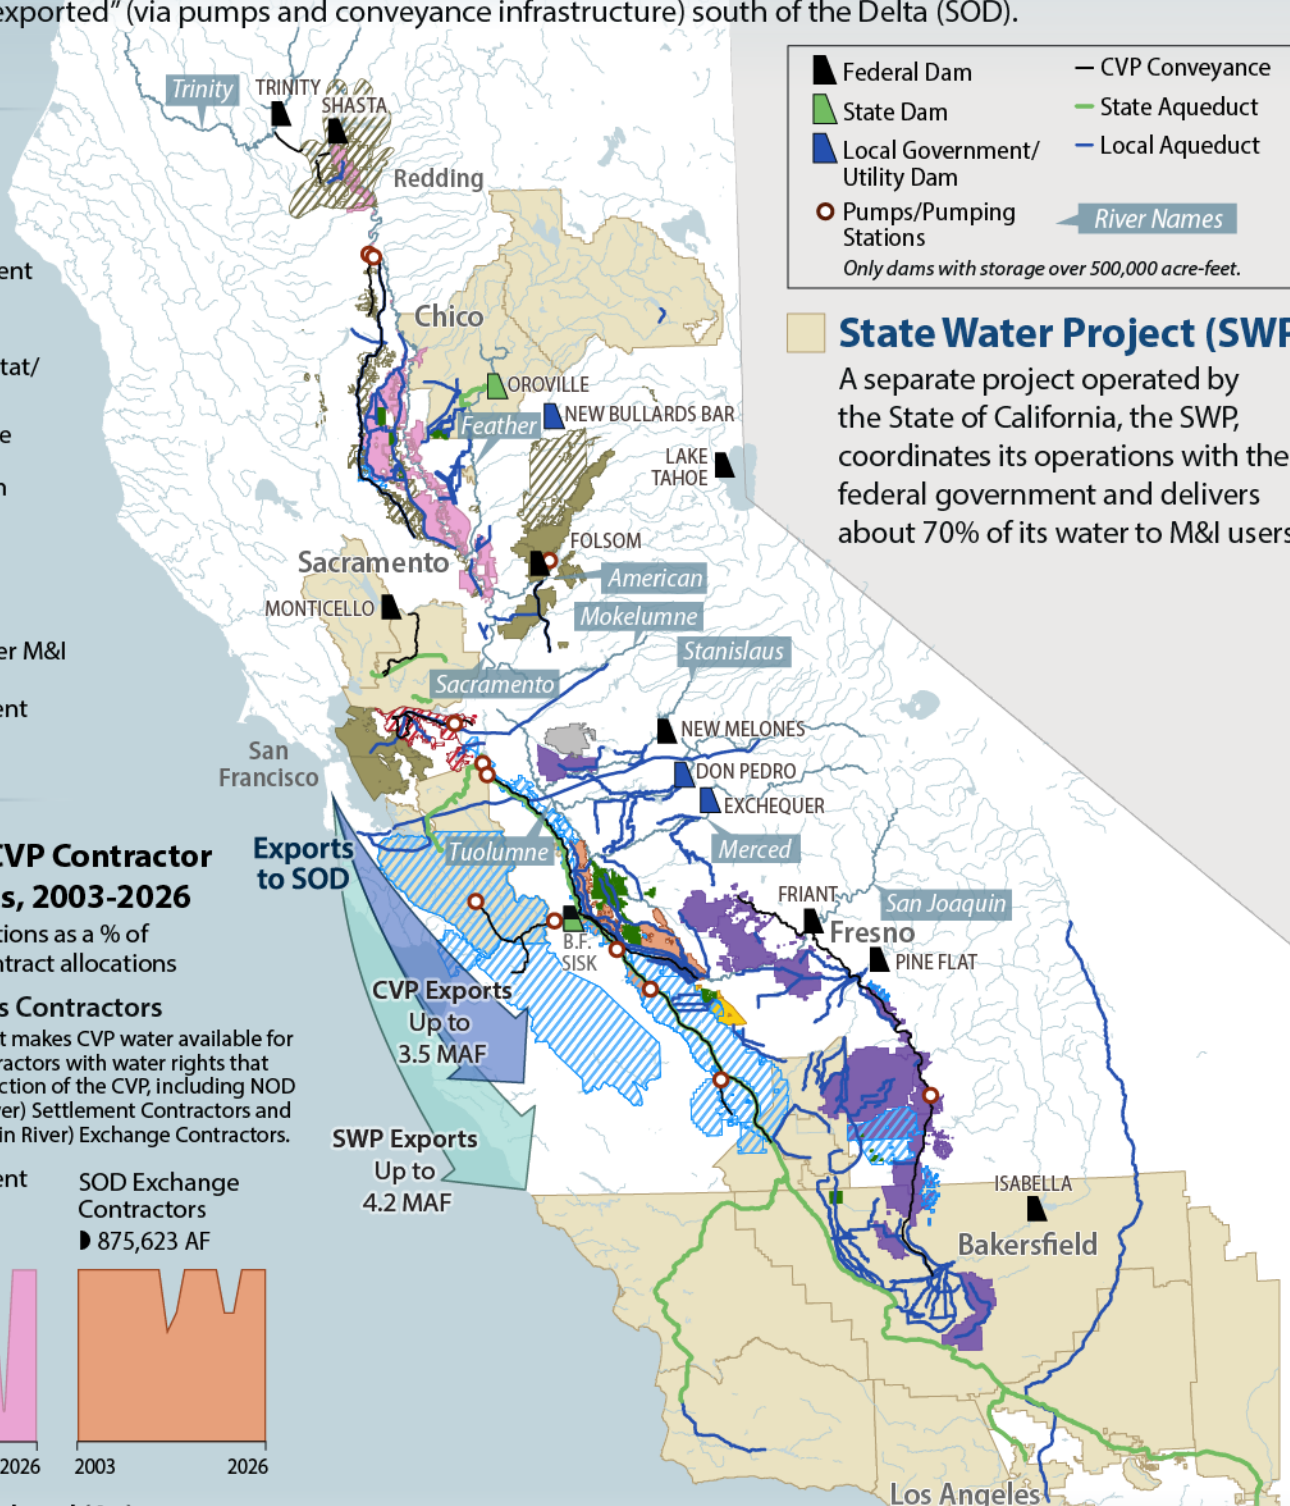 exported” (via pumps and conveyance infrastructure) south of the Delta (SOD).
Federal Dam
State Dam
Local Government/
Utility Dam
Pumps/Pumping
Stations
CVP Conveyance
State Aqueduct
Local Aqueduct
River Names
Only dams with storage over 500,000 acre-feet.
State Water Project (SWP
A separate project operated by
the State of California, the SWP,
coordinates its operations with the
federal government and delivers
about 70% of its water to M&I users
Trinity
TRINITY
SHASTA
Redding
Chico
OROVILLE
NEW BULLARDS BAR
Feather
LAKE
TAHOE
FOLSOM
Sacramento
American
MONTICELLO
Mokelumne
Stanislaus
Sacramento
NEW MELONES
San
Francisco
DON PEDRO
EXCHEQUER
Tuolumne
Merced
Exports
to SOD
FRIANT
San Joaquin
Fresno
B.F.
SISK
PINE FLAT
CVP Exports
Up to
3.5 MAF
SWP Exports
Up to
4.2 MAF
ISABELLA
Bakersfield
Los Angeles
ent
tat/
e
n
er M&I
ent
CVP Contractor
s, 2003-2026
tions as a % of
ntract allocations
s Contractors
t makes CVP water available for
ractors with water rights that
ction of the CVP, including NOD
ver) Settlement Contractors and
in River) Exchange Contractors.
ent
SOD Exchange
Contractors
875,623 AF
2026
2003
2026